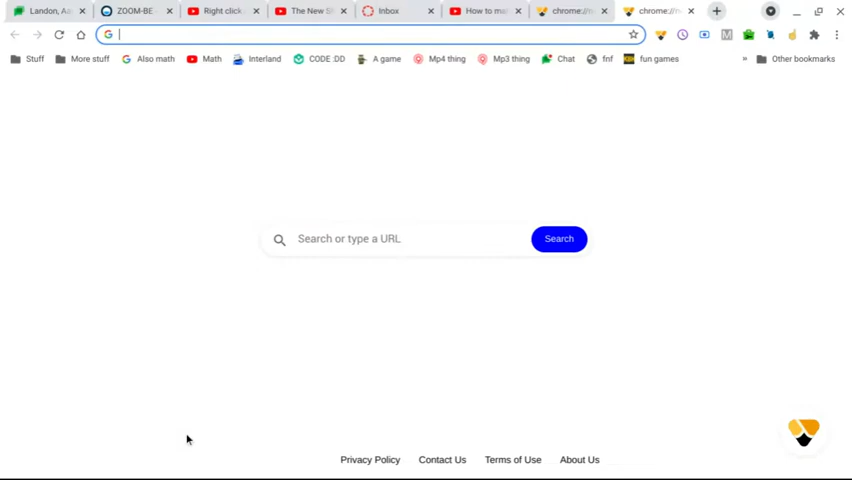 Landon, Aa ZOOM-BE Right click The New S How to ma chrome://n chrome://n
Stuff More stuff Also math Math Interland CODE :DD A game Mp4 thing Mp3 thing Chat fnf fun games » Other bookmarks
Search or type a URL Search
Privacy Policy Contact Us Terms of Use About Us